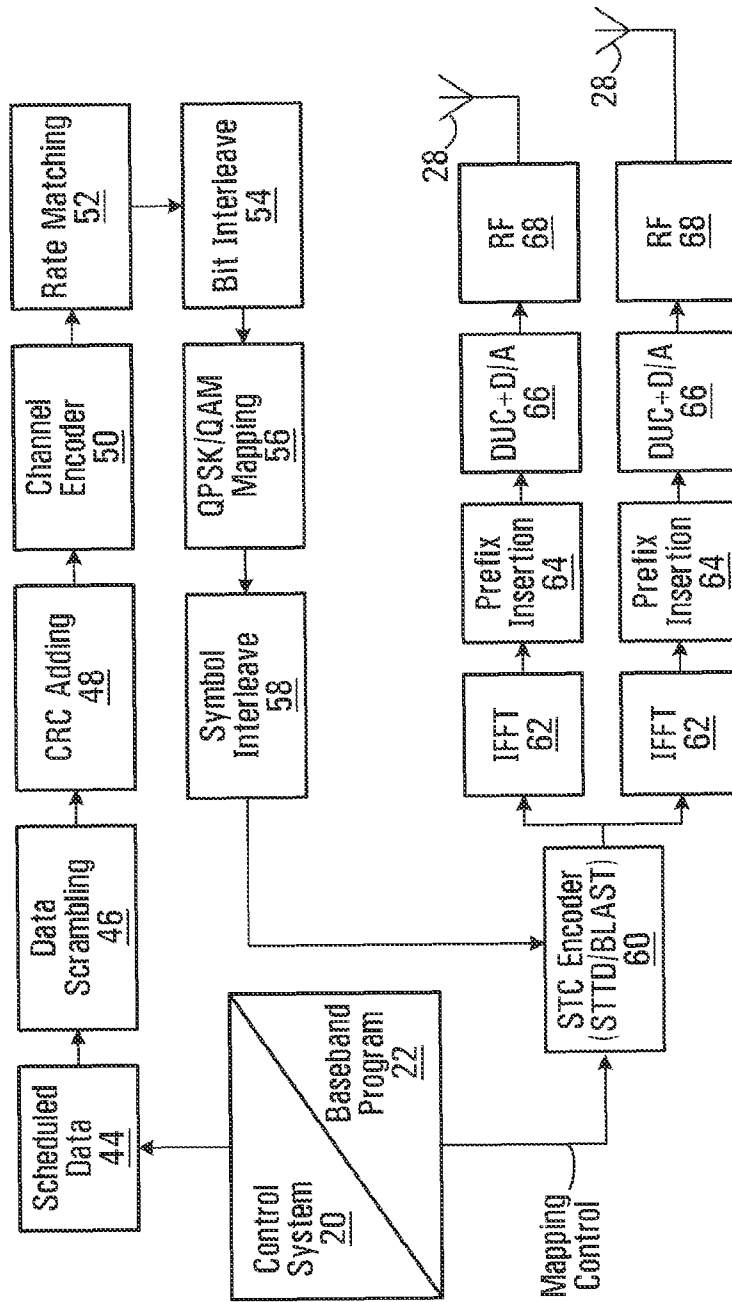 Scheduled
Data
44
Data
Scrambling
46
CRC Adding
48
Channel
Encoder
50
Rate Matching
52
Bit Interleave
54
QPSK/QAM
Mapping
56
Symbol
Interleave
58
Control
System
20
Baseband
Program
22
Mapping
Control
STC Encoder
(STTD/BLAST)
60
IFFT
62
Prefix
Insertion
64
DUC+D/A
66
RF
68
28
IFFT
62
Prefix
Insertion
64
DUC+D/A
66
RF
68
28